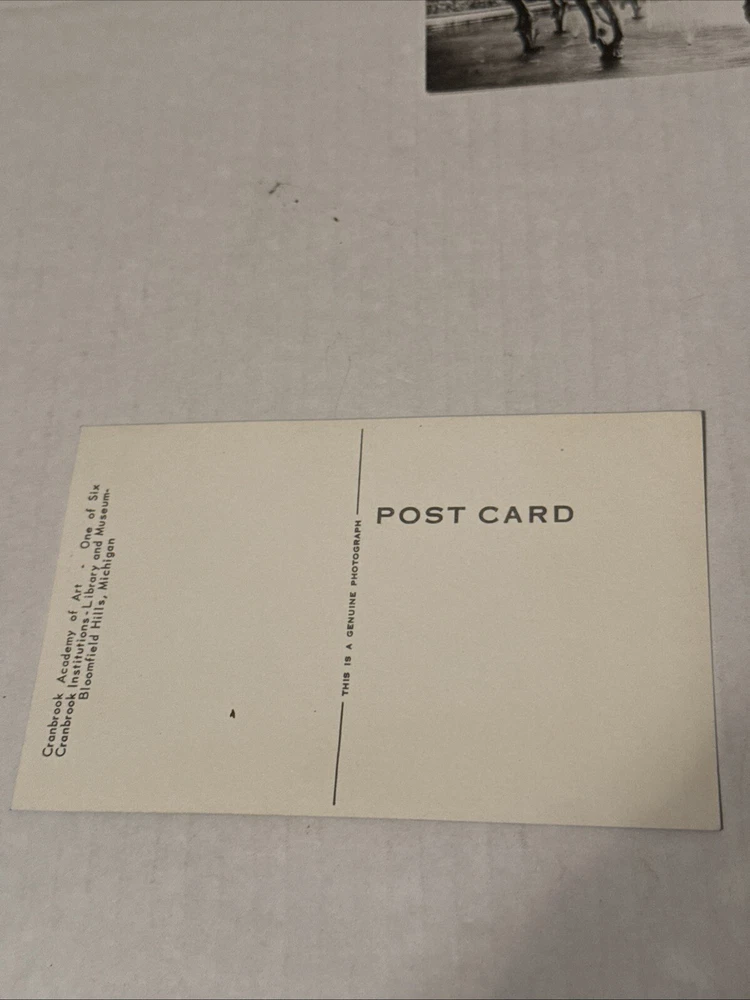 Cranbrook Academy of Art - One of Six
Cranbrook Institutions-Library and Museum-
Bloomfield Hills, Michigan
THIS IS A GENUINE PHOTOGRAPH
POST CARD